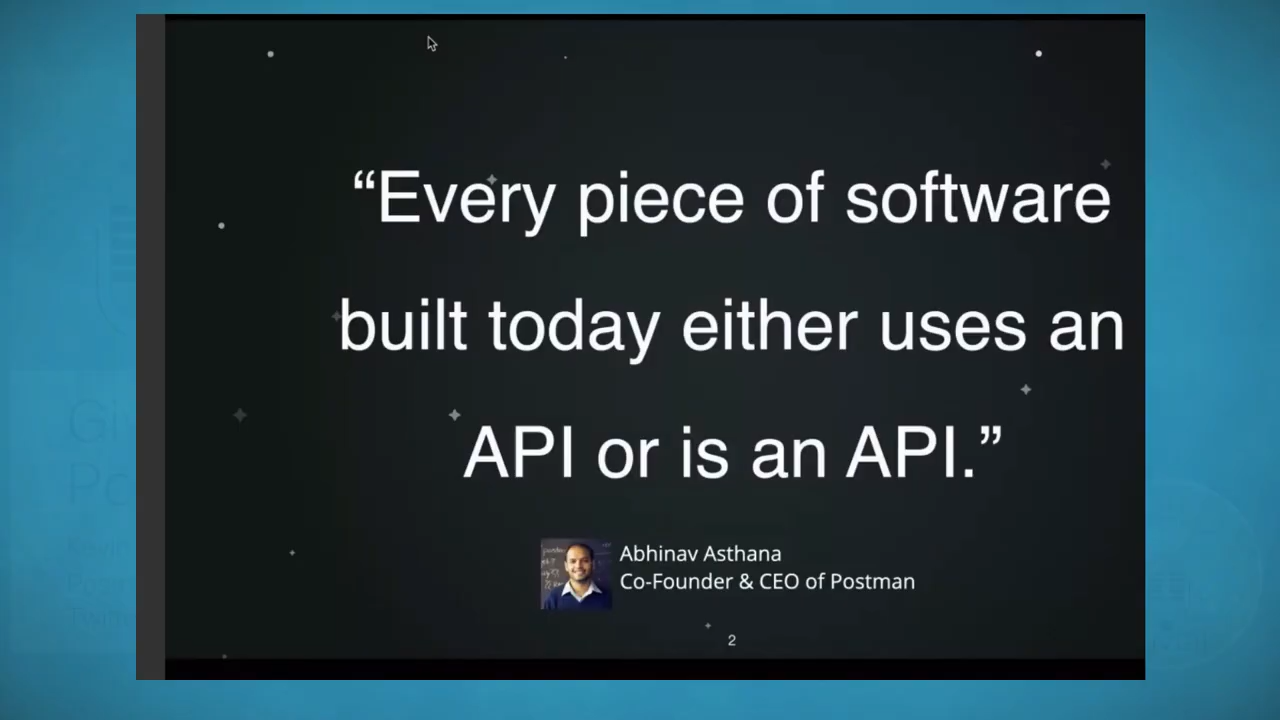 “Every piece of software
built today either uses an
API or is an API.”
Abhinav Asthana
Co-Founder & CEO of Postman
2